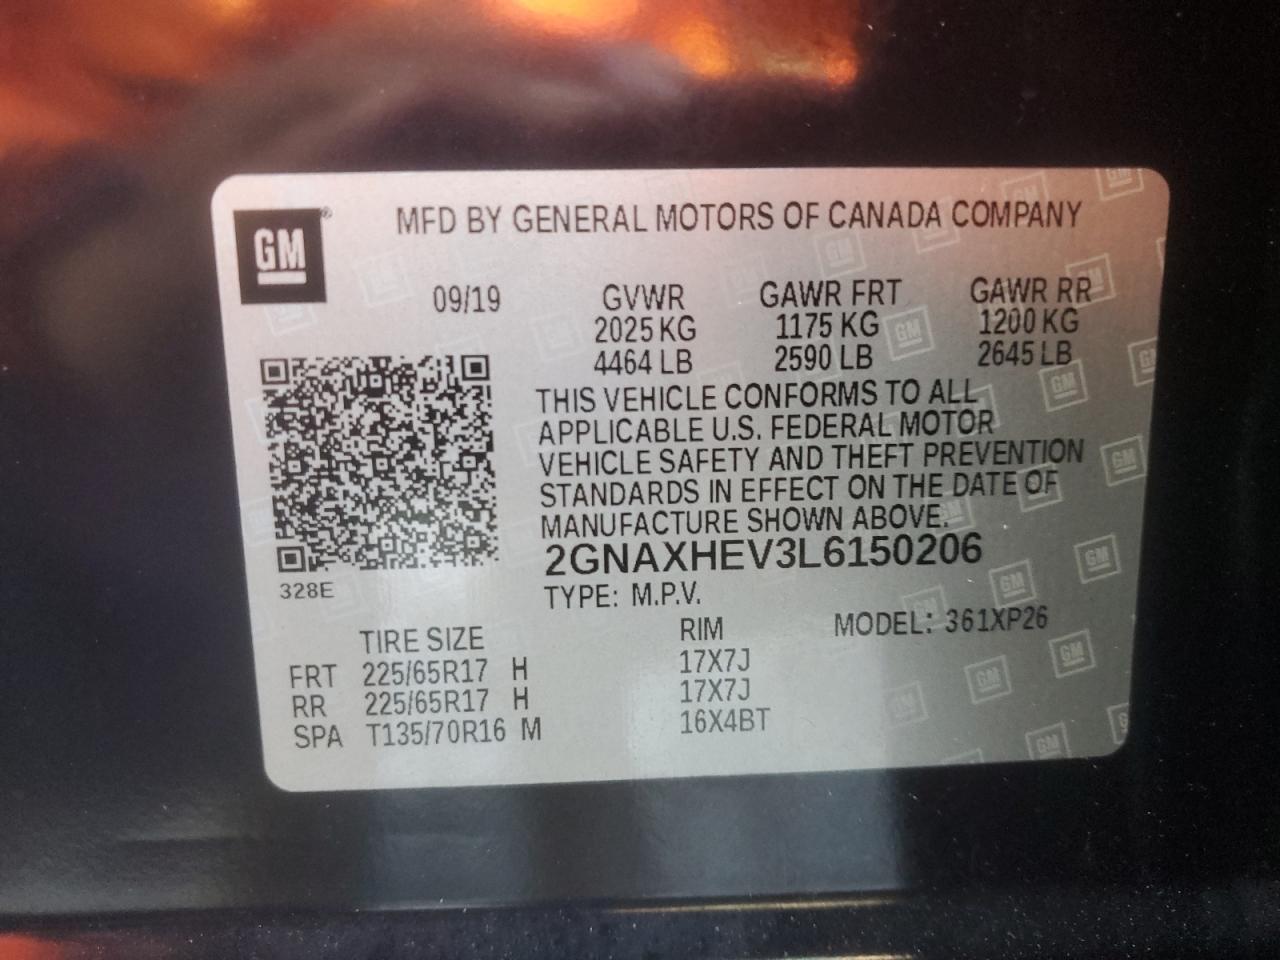 GM®
MFD BY GENERAL MOTORS OF CANADA COMPANY
09/19 GVWR GAWR FRT GAWR RR
2025 KG 1175 KG 1200 KG
4464 LB 2590 LB 2645 LB
THIS VEHICLE CONFORMS TO ALL
APPLICABLE U.S. FEDERAL MOTOR
VEHICLE SAFETY AND THEFT PREVENTION
STANDARDS IN EFFECT ON THE DATE OF
MANUFACTURE SHOWN ABOVE.
2GNAXHEV3L6150206
328E
TYPE: M.P.V.
MODEL: 361XP26
TIRE SIZE RIM
FRT 225/65R17 H 17X7J
RR 225/65R17 H 17X7J
SPA T135/70R16 M 16X4BT